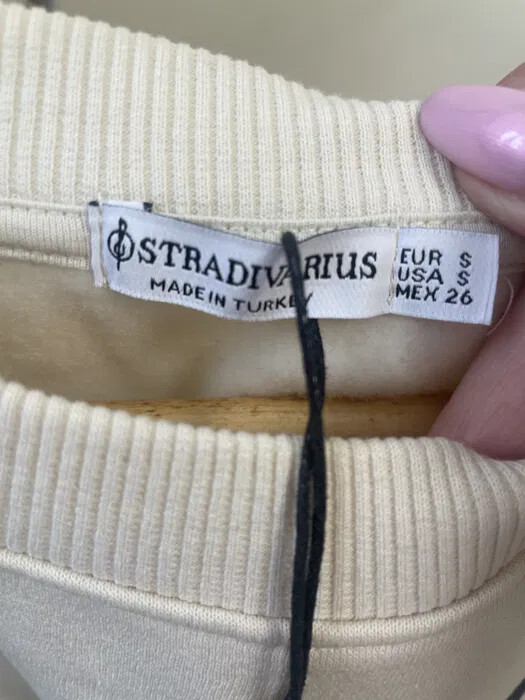 STRADIVARIUS
MADE IN TURKEY
EUR S
USA S
MEX 26